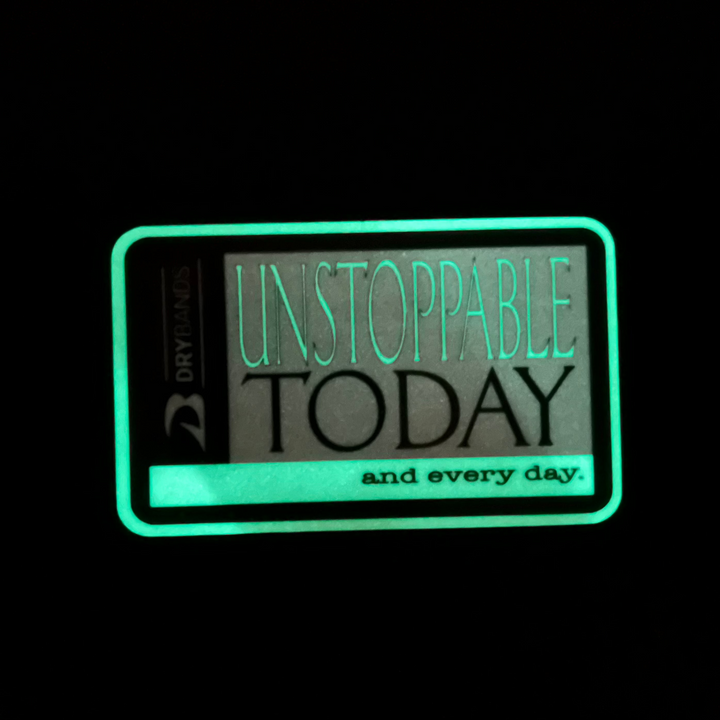 DRYBANDS
UNSTOPPABLE
TODAY
and every day.